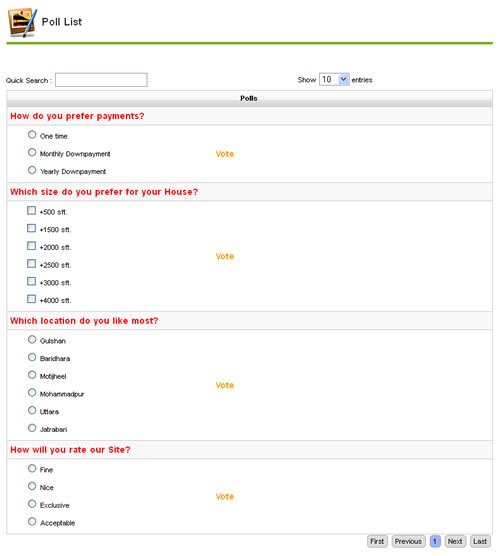 Poll List
Quick Search :
Show 10 entries
Polls
How do you prefer payments?
One time
Monthly Downpayment
Vote
Yearly Downpayment
Which size do you prefer for your House?
+500 sft.
+1500 sft.
+2000 sft.
Vote
+2500 sft.
+3000 sft.
+4000 sft.
Which location do you like most?
Gulshan
Baridhara
Motijheel
Vote
Mohammadpur
Uttara
Jatrabari
How will you rate our Site?
Fine
Nice
Vote
Exclusive
Acceptable
First Previous 1 Next Last